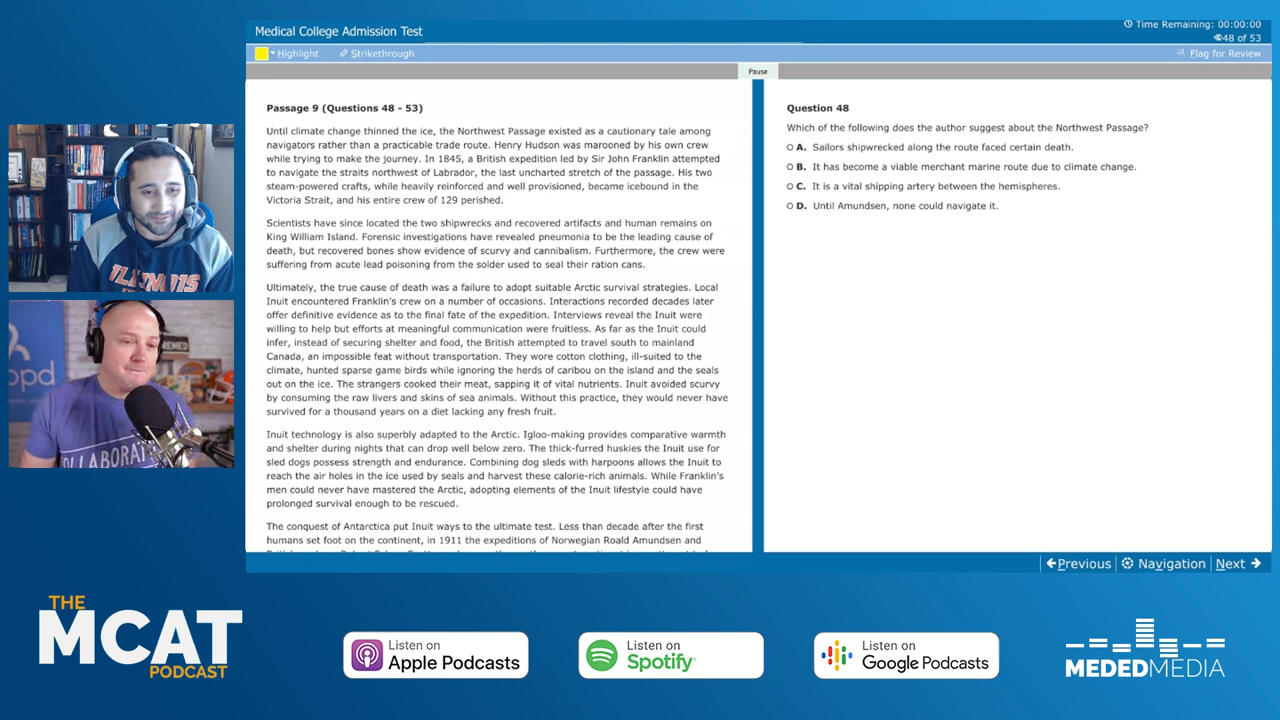 Medical College Admission Test
Time Remaining: 00:00:00
48 of 53
Highlight
Strikethrough
Flag for Review
Pause
Passage 9 (Questions 48 - 53)
Until climate change thinned the ice, the Northwest Passage existed as a cautionary tale among
navigators rather than a practicable trade route. Henry Hudson was marooned by his own crew
while trying to make the journey. In 1845, a British expedition led by Sir John Franklin attempted
to navigate the straits northwest of Labrador, the last uncharted stretch of the passage. His two
steam-powered crafts, while heavily reinforced and well provisioned, became icebound in the
Victoria Strait, and his entire crew of 129 perished.
Scientists have since located the two shipwrecks and recovered artifacts and human remains on
King William Island. Forensic investigations have revealed pneumonia to be the leading cause of
death, but recovered bones show evidence of scurvy and cannibalism. Furthermore, the crew were
suffering from acute lead poisoning from the solder used to seal their ration cans.
Ultimately, the true cause of death was a failure to adopt suitable Arctic survival strategies. Local
Inuit encountered Franklin's crew on a number of occasions. Interactions recorded decades later
offer definitive evidence as to the final fate of the expedition. Interviews reveal the Inuit were
willing to help but efforts at meaningful communication were fruitless. As far as the Inuit could
infer, instead of securing shelter and food, the British attempted to travel south to mainland
Canada, an impossible feat without transportation. They wore cotton clothing, ill-suited to the
climate, hunted sparse game birds while ignoring the herds of caribou on the island and the seals
out on the ice. The strangers cooked their meat, sapping it of vital nutrients. Inuit avoided scurvy
by consuming the raw livers and skins of sea animals. Without this practice, they would never have
survived for a thousand years on a diet lacking any fresh fruit.
Inuit technology is also superbly adapted to the Arctic. Igloo-making provides comparative warmth
and shelter during nights that can drop well below zero. The thick-furred huskies the Inuit use for
sled dogs possess strength and endurance. Combining dog sleds with harpoons allows the Inuit to
reach the air holes in the ice used by seals and harvest these calorie-rich animals. While Franklin's
men could never have mastered the Arctic, adopting elements of the Inuit lifestyle could have
prolonged survival enough to be rescued.
The conquest of Antarctica put Inuit ways to the ultimate test. Less than decade after the first
humans set foot on the continent, in 1911 the expeditions of Norwegian Roald Amundsen and
Question 48
Which of the following does the author suggest about the Northwest Passage?
A. Sailors shipwrecked along the route faced certain death.
B. It has become a viable merchant marine route due to climate change.
C. It is a vital shipping artery between the hemispheres.
D. Until Amundsen, none could navigate it.
Previous
Navigation
Next
ILLINOIS
opd
COLLABORAT
THE
MCAT
PODCAST
Listen on
Apple Podcasts
Listen on
Spotify
Listen on
Google Podcasts
MEDEDMEDIA